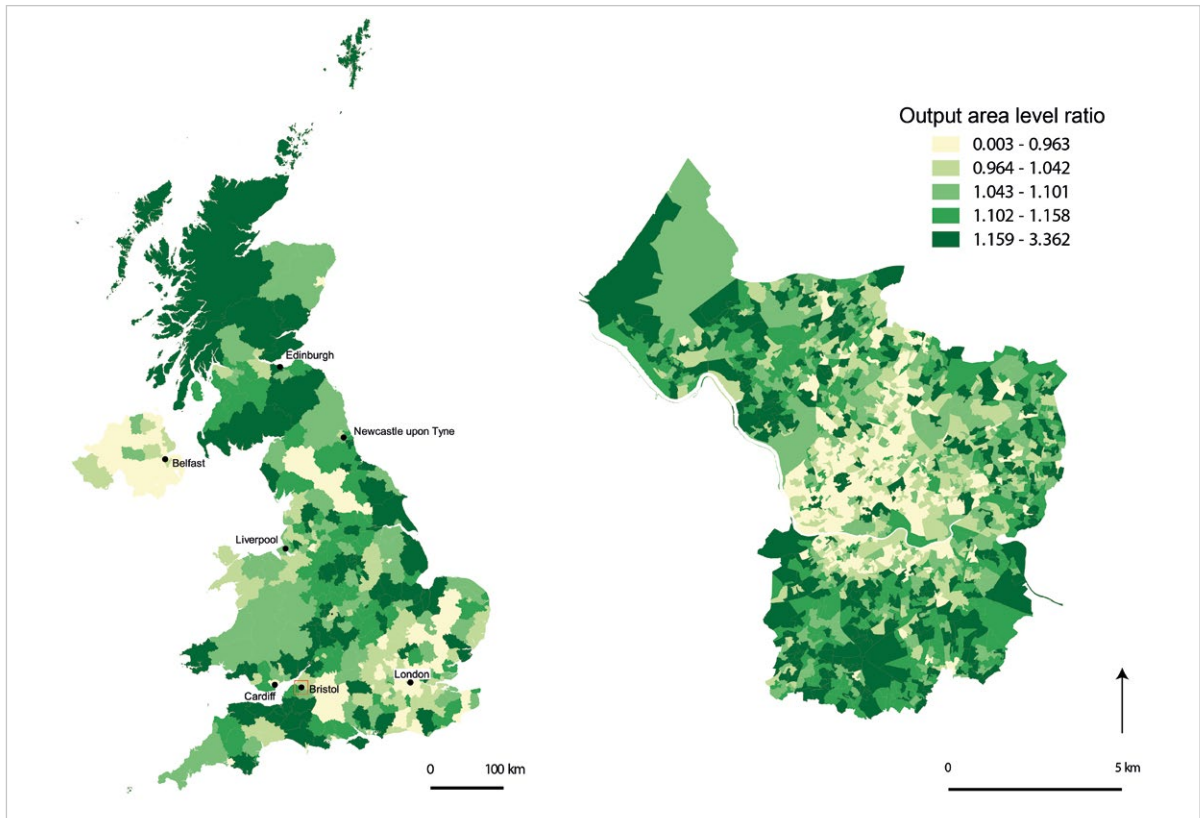 Edinburgh
Newcastle upon Tyne
Belfast
Liverpool
Cardiff
Bristol
London
0 100 km
Output area level ratio
0.003 - 0.963
0.964 - 1.042
1.043 - 1.101
1.102 - 1.158
1.159 - 3.362
0 5 km